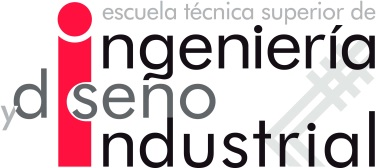 escuela técnica superior de
ingeniería
y diseño
industrial